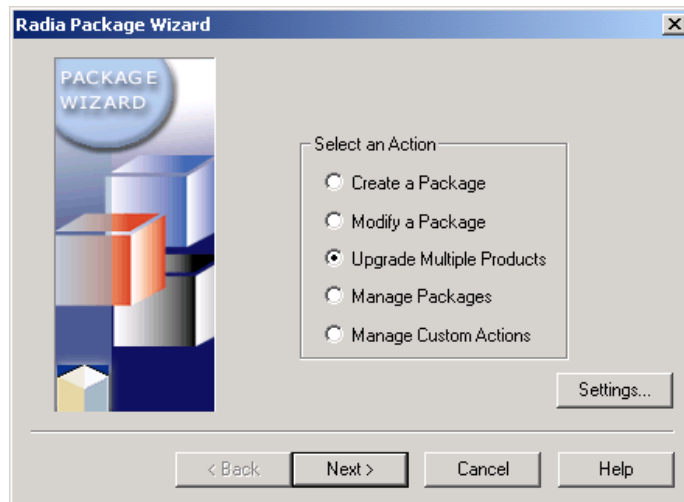 Radia Package Wizard
PACKAGE
WIZARD
Select an Action
Create a Package
Modify a Package
Upgrade Multiple Products
Manage Packages
Manage Custom Actions
Settings...
< Back
Next >
Cancel
Help